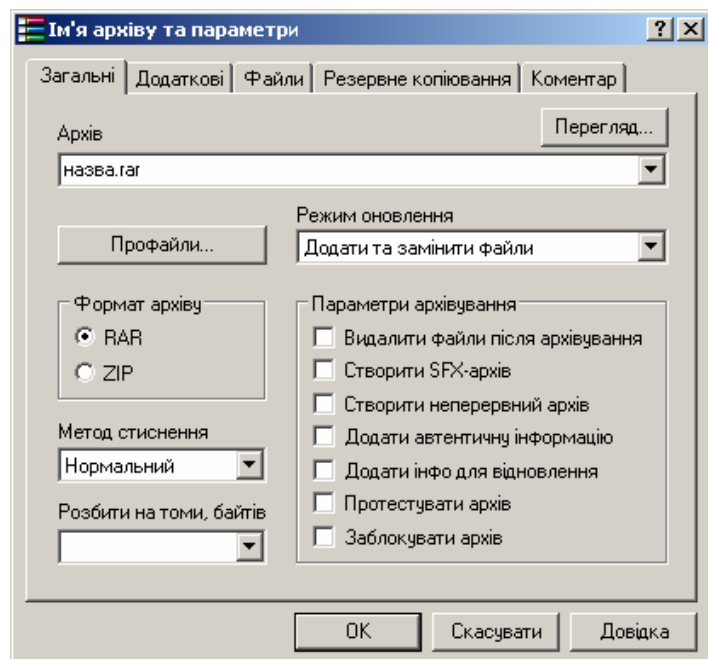 Ім'я архіву та параметри
Загальні Додаткові Файли Резервне копіювання Коментар
Перегляд...
Архів
назва.rar
Режим оновлення
Профайли... Додати та замінити файли
Формат архіву
RAR
ZIP
Параметри архівування
Видалити файли після архівування
Створити SFX-архів
Створити неперервний архів
Додати автентичну інформацію
Додати інфо для відновлення
Протестувати архів
Заблокувати архів
Метод стиснення
Нормальний
Розбити на томи, байтів
OK Скасувати Довідка